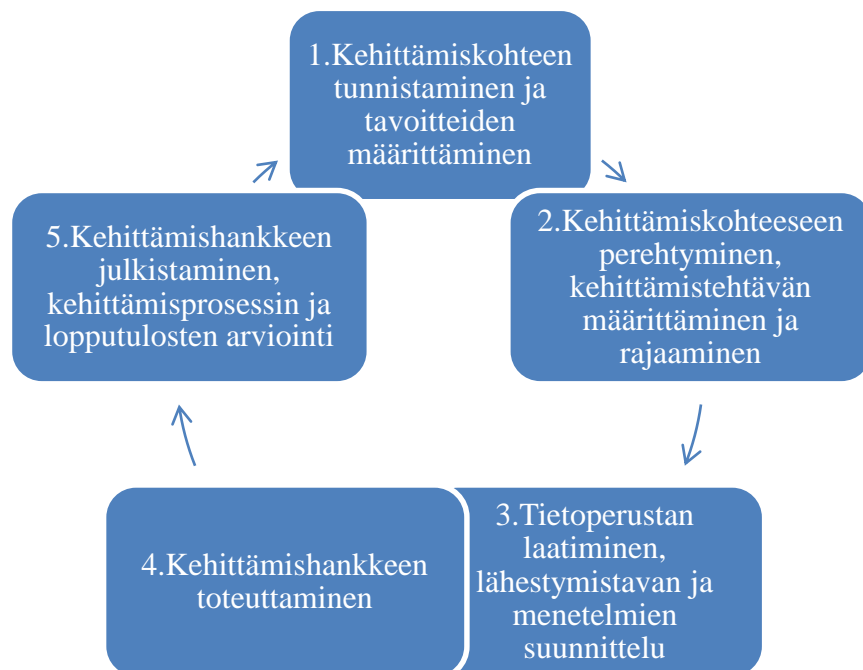 1.Kehittämiskohteen
tunnistaminen ja
tavoitteiden
määrittäminen
2.Kehittämiskohteeseen
perehtyminen,
kehittämistehtävän
määrittäminen ja
rajaaminen
3.Tietoperustan
laatiminen,
lähestymistavan ja
menetelmien
suunnittelu
4.Kehittämishankkeen
toteuttaminen
5.Kehittämishankkeen
julkistaminen,
kehittämisprosessin ja
lopputulosten arviointi